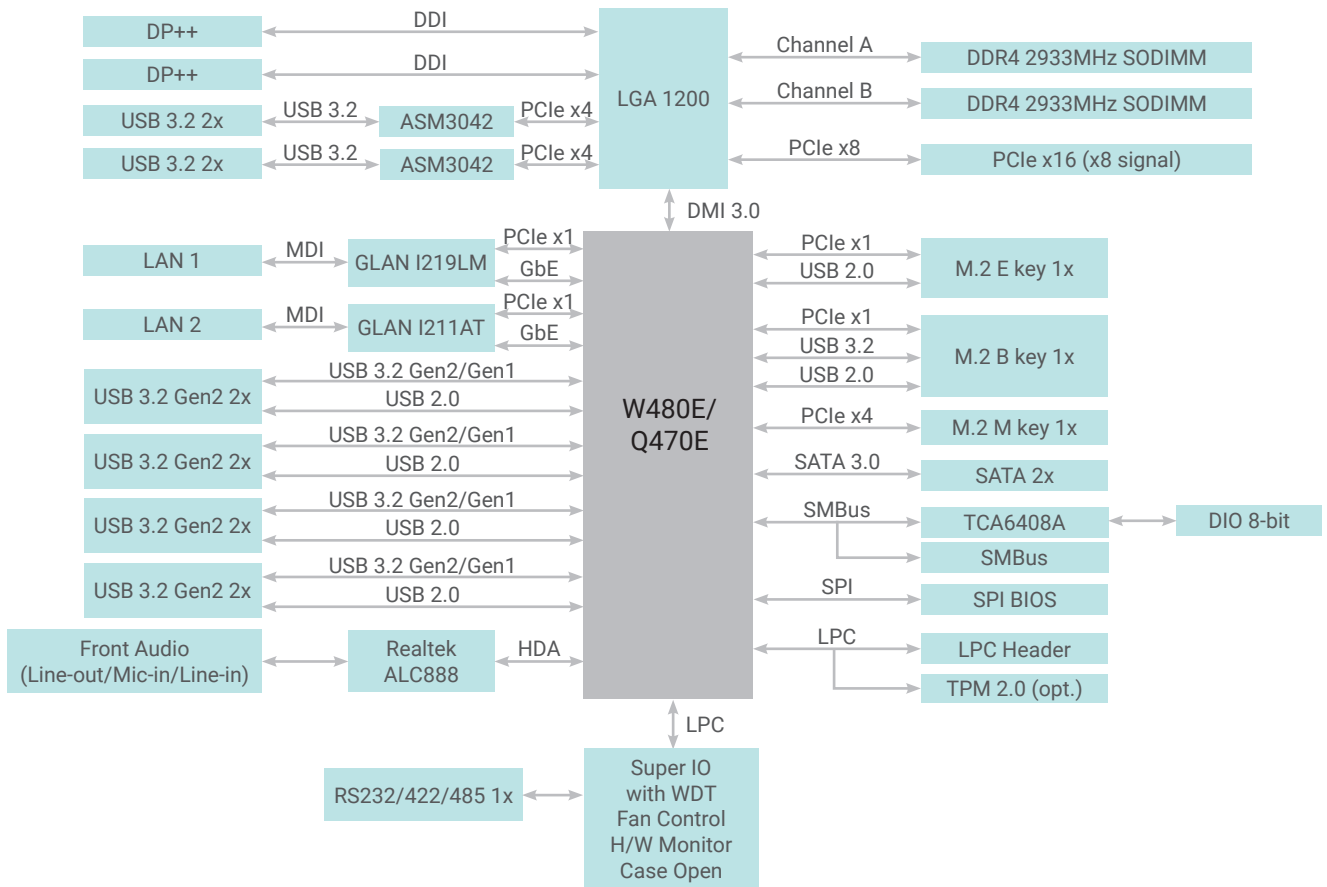 DP++
DDI
DP++
DDI
USB 3.2 2x
USB 3.2
ASM3042
PCIe x4
USB 3.2 2x
USB 3.2
ASM3042
PCIe x4
LGA 1200
Channel A
DDR4 2933MHz SODIMM
Channel B
DDR4 2933MHz SODIMM
PCIe x8
PCIe x16 (x8 signal)
DMI 3.0
LAN 1
MDI
GLAN I219LM
PCIe x1
GbE
LAN 2
MDI
GLAN I211AT
PCIe x1
GbE
USB 3.2 Gen2 2x
USB 3.2 Gen2/Gen1
USB 2.0
USB 3.2 Gen2 2x
USB 3.2 Gen2/Gen1
USB 2.0
USB 3.2 Gen2 2x
USB 3.2 Gen2/Gen1
USB 2.0
USB 3.2 Gen2 2x
USB 3.2 Gen2/Gen1
USB 2.0
Front Audio
(Line-out/Mic-in/Line-in)
Realtek
ALC888
HDA
W480E/
Q470E
PCIe x1
USB 2.0
M.2 E key 1x
PCIe x1
USB 3.2
USB 2.0
M.2 B key 1x
PCIe x4
M.2 M key 1x
SATA 3.0
SATA 2x
SMBus
TCA6408A
DIO 8-bit
SMBus
SPI
SPI BIOS
LPC
LPC Header
TPM 2.0 (opt.)
LPC
RS232/422/485 1x
Super IO
with WDT
Fan Control
H/W Monitor
Case Open